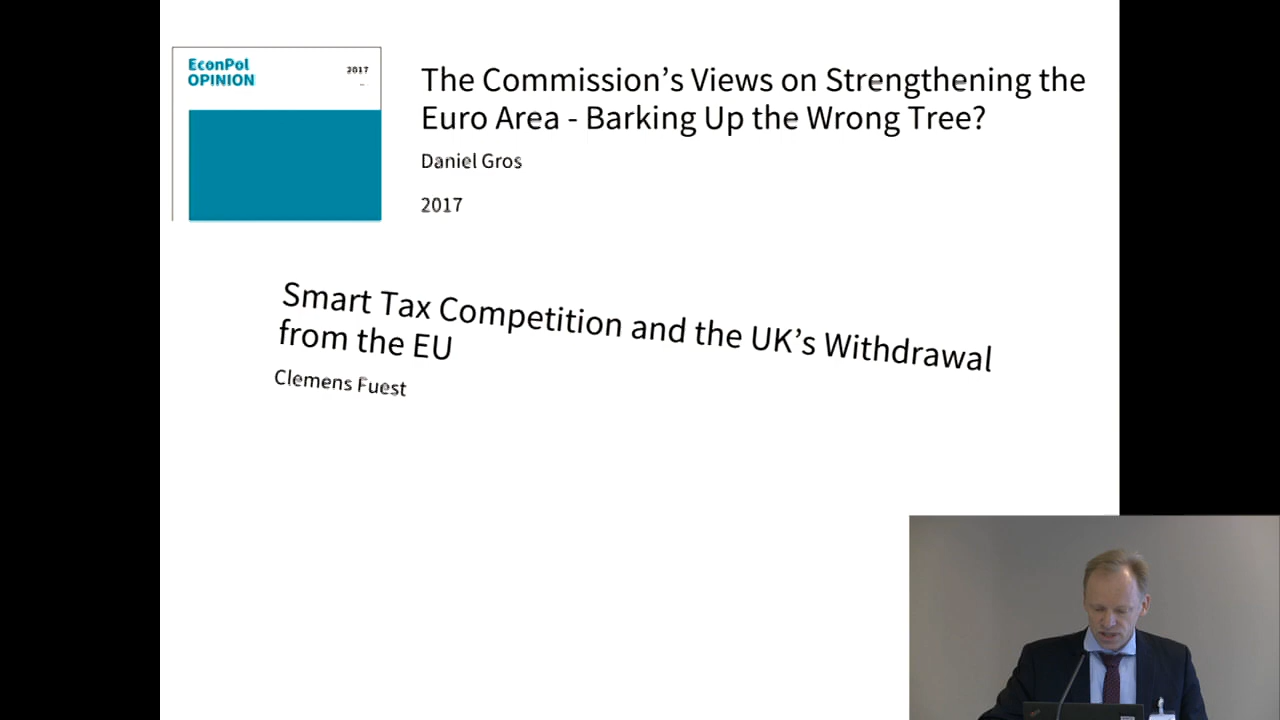 EconPol
OPINION
2017
The Commission’s Views on Strengthening the
Euro Area - Barking Up the Wrong Tree?
Daniel Gros
2017
Smart Tax Competition and the UK’s Withdrawal
from the EU
Clemens Fuest